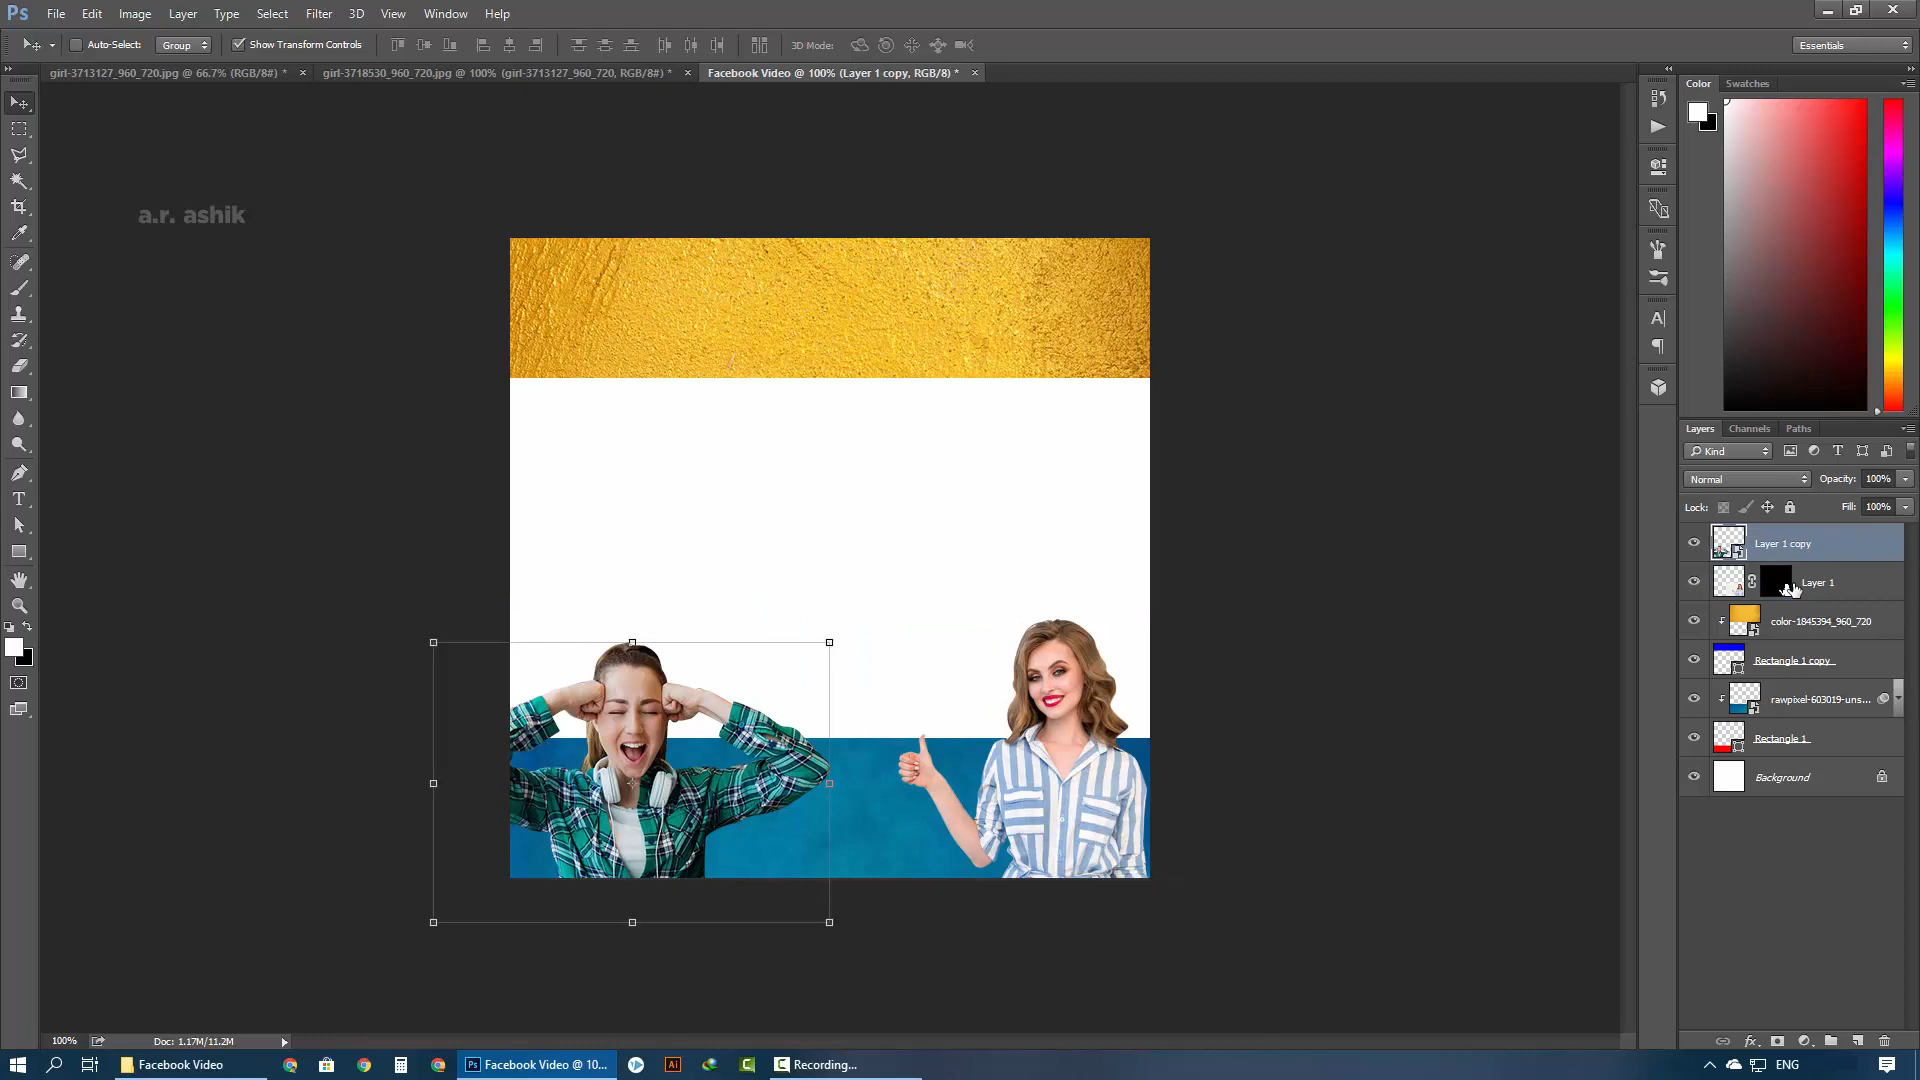 Ps File Edit Image Layer Type Select Filter 3D View Window Help
Auto-Select: Group Show Transform Controls 3D Mode: Essentials
girl-3713127_960_720.jpg @ 66.7% (RGB/8#) * × girl-3718530_960_720.jpg @ 100% (girl-3713127_960_720, RGB/8#) * × Facebook Video @ 100% (Layer 1 copy, RGB/8) * ×
Color Swatches
a.r. ashik
Layers Channels Paths
Kind
Normal Opacity: 100%
Lock: Fill: 100%
Layer 1 copy
Layer 1
color-1845394_960_720
Rectangle 1 copy
rawpixel-603019-uns...
Rectangle 1
Background
100% Doc: 1.17M/11.2M
Facebook Video Ps Facebook Video @ 10... Ai Recording... ENG